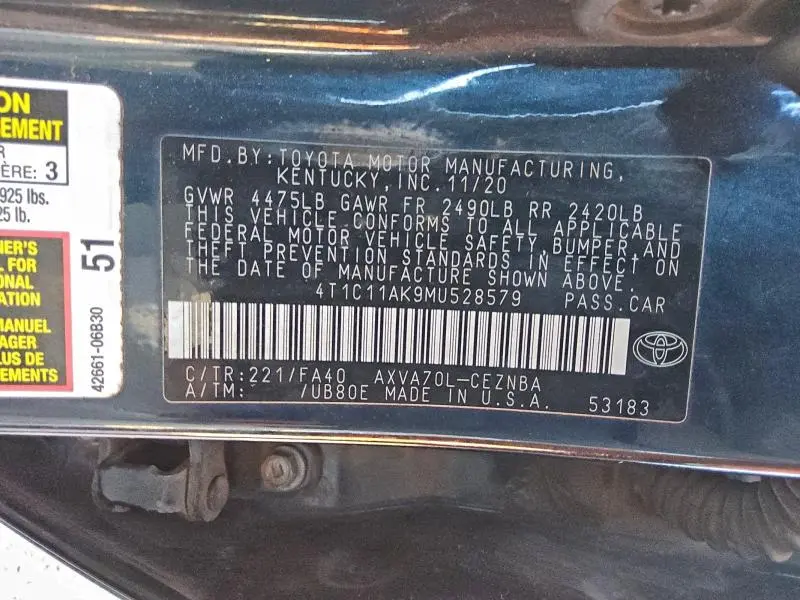 ON
EMENT
R
ÈRE: 3
925 lbs.
25 lb.
NER'S
L FOR
ONAL
ATION
MANUEL
AGER
LUS DE
EMENTS
51
42661-06B30
MFD.BY:TOYOTA MOTOR MANUFACTURING,
KENTUCKY,INC.11/20
GVWR 4475LB GAWR FR 2490LB RR 2420LB
THIS VEHICLE CONFORMS TO ALL APPLICABLE
FEDERAL MOTOR VEHICLE SAFETY,BUMPER,AND
THEFT PREVENTION STANDARDS IN EFFECT ON
THE DATE OF MANUFACTURE SHOWN ABOVE.
4T1C11AK9MU528579 PASS.CAR
C/TR:221/FA40 AXVA70L-CEZNBA
A/TM: /UB80E MADE IN U.S.A. 53183